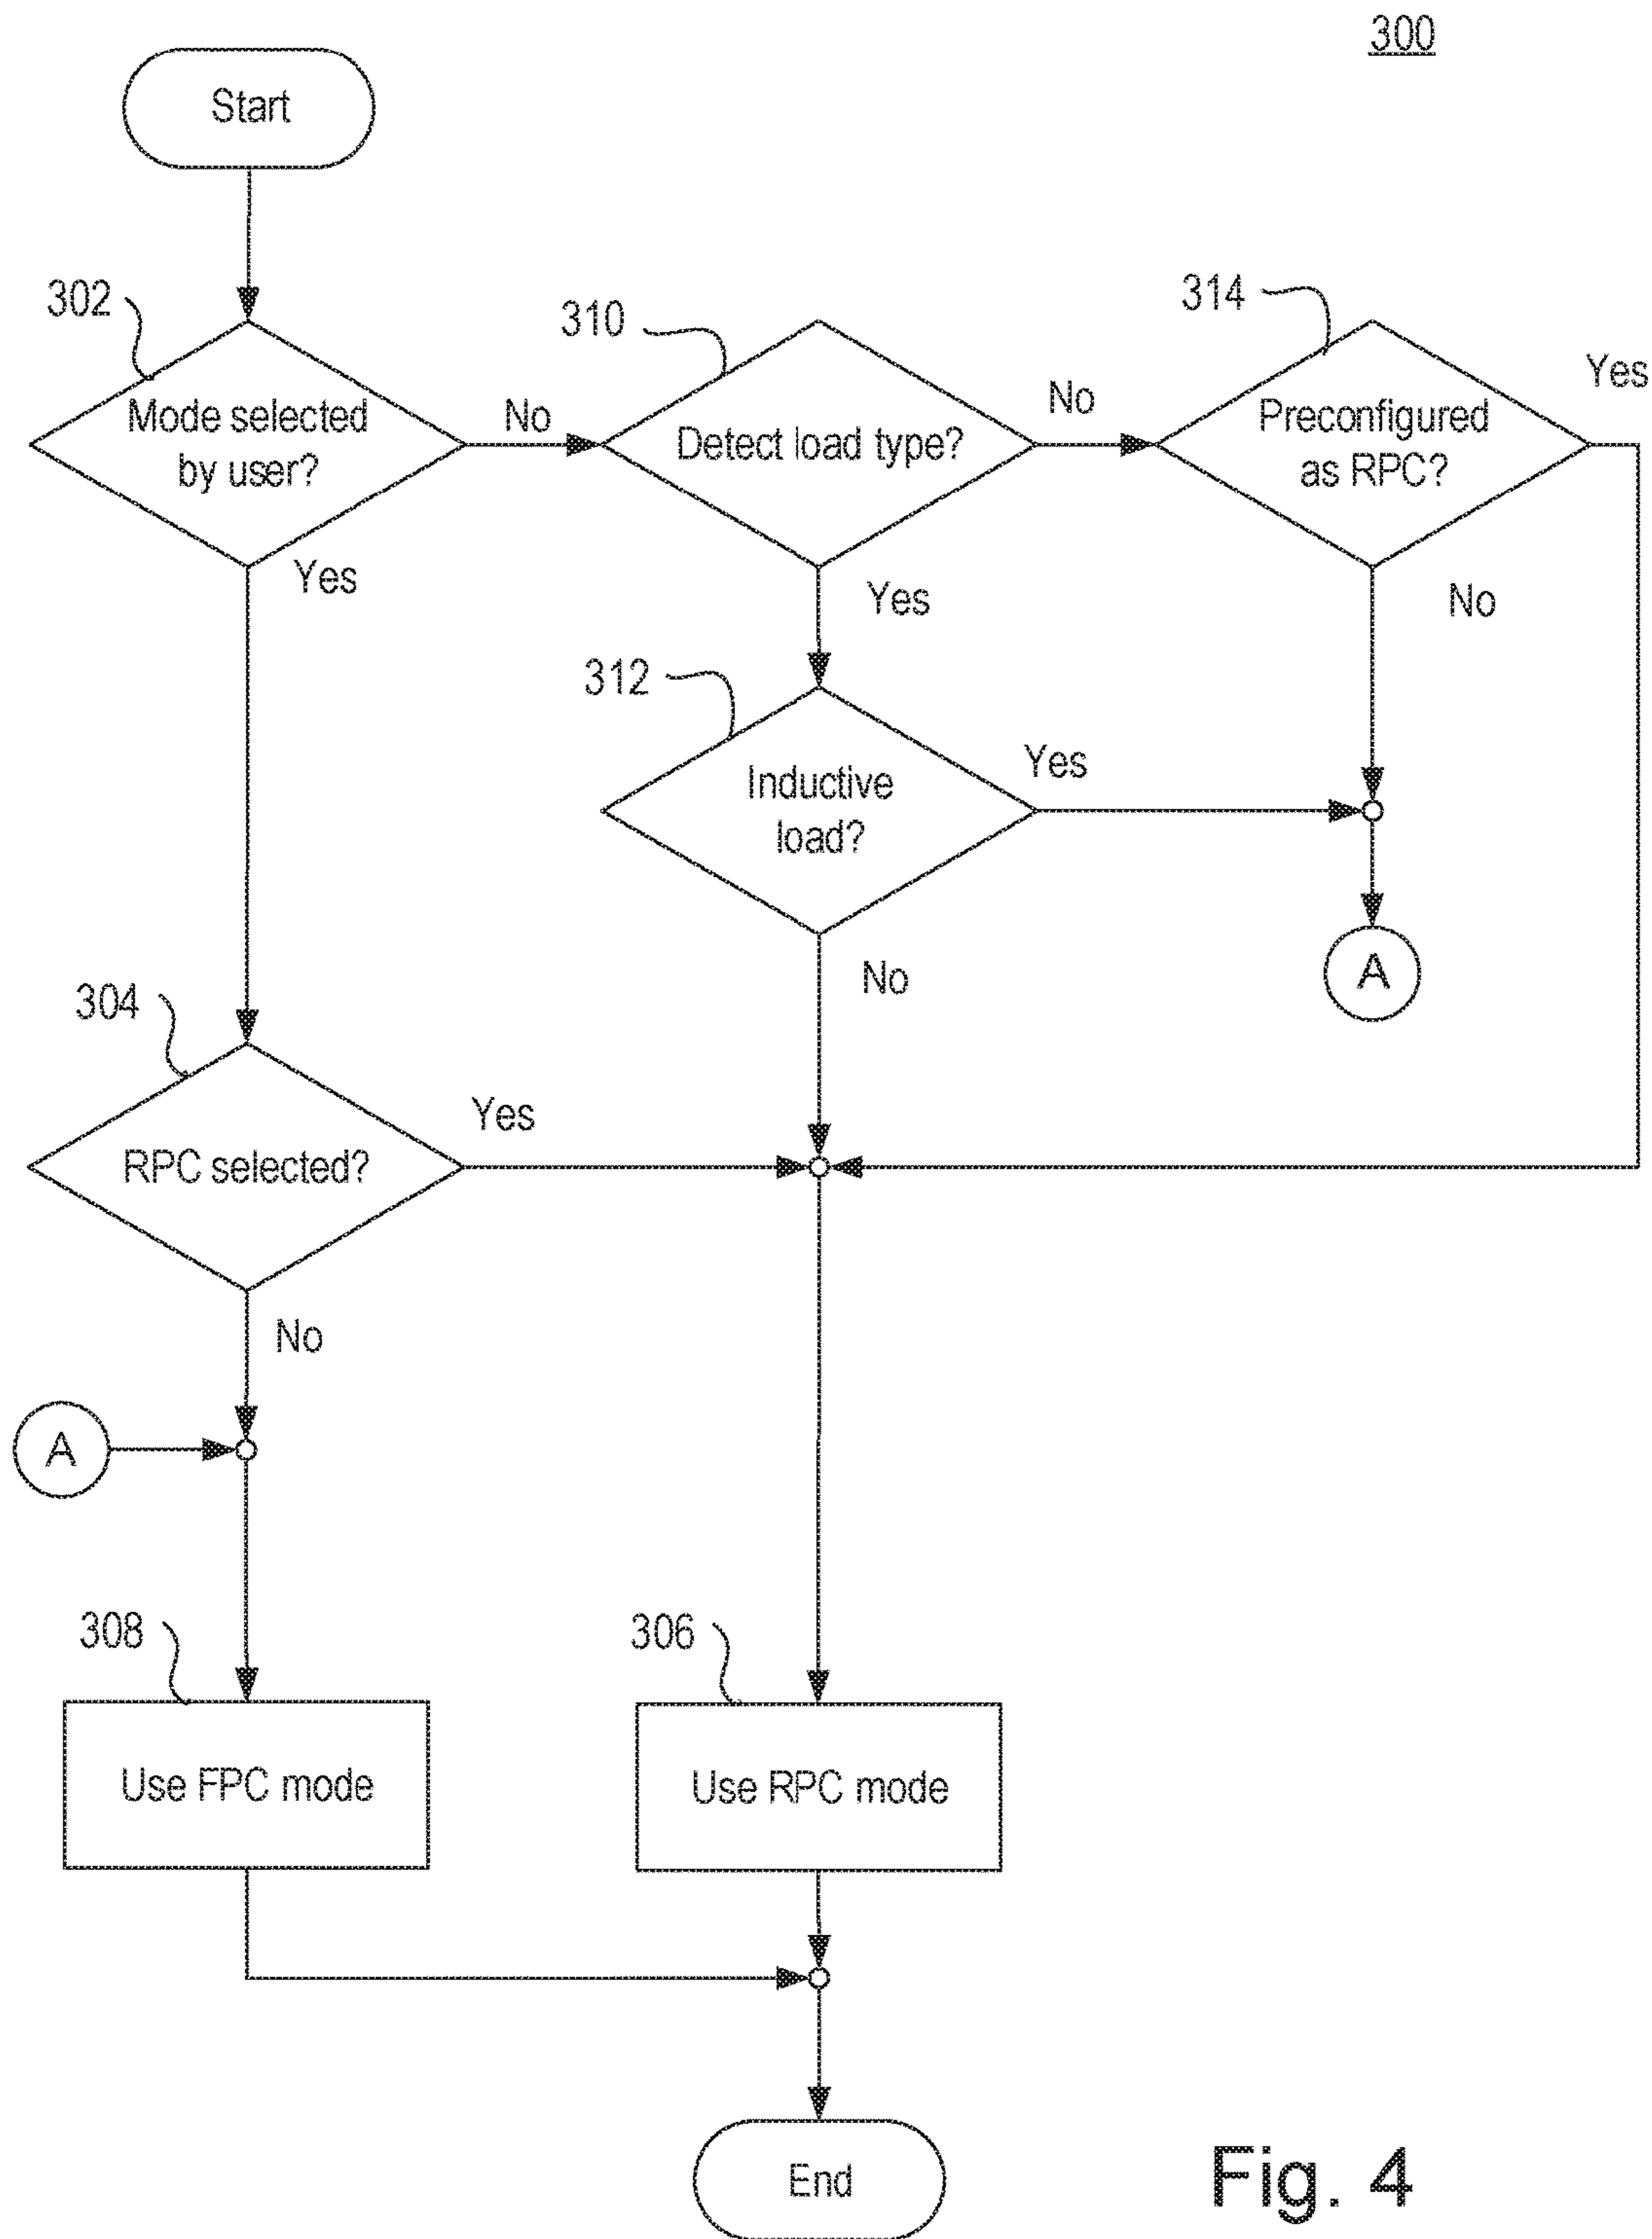 300
Start
302
310
314
Mode selected
by user?
No
Detect load type?
No
Preconfigured
as RPC?
Yes
Yes
Yes
No
312
Inductive
load?
Yes
No
A
304
RPC selected?
Yes
No
A
308
306
Use FPC mode
Use RPC mode
End
Fig. 4